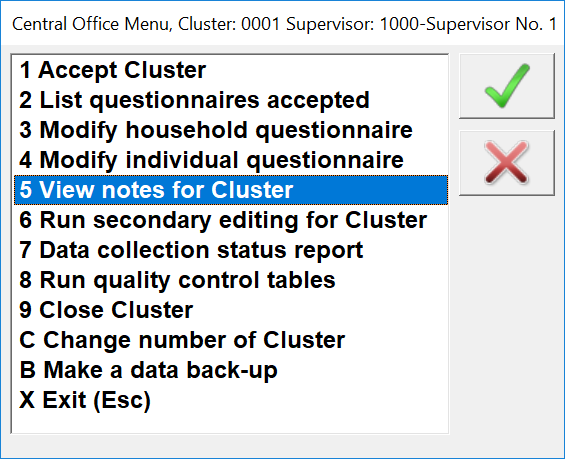 Central Office Menu, Cluster: 0001 Supervisor: 1000-Supervisor No. 1
1 Accept Cluster
2 List questionnaires accepted
3 Modify household questionnaire
4 Modify individual questionnaire
5 View notes for Cluster
6 Run secondary editing for Cluster
7 Data collection status report
8 Run quality control tables
9 Close Cluster
C Change number of Cluster
B Make a data back-up
X Exit (Esc)